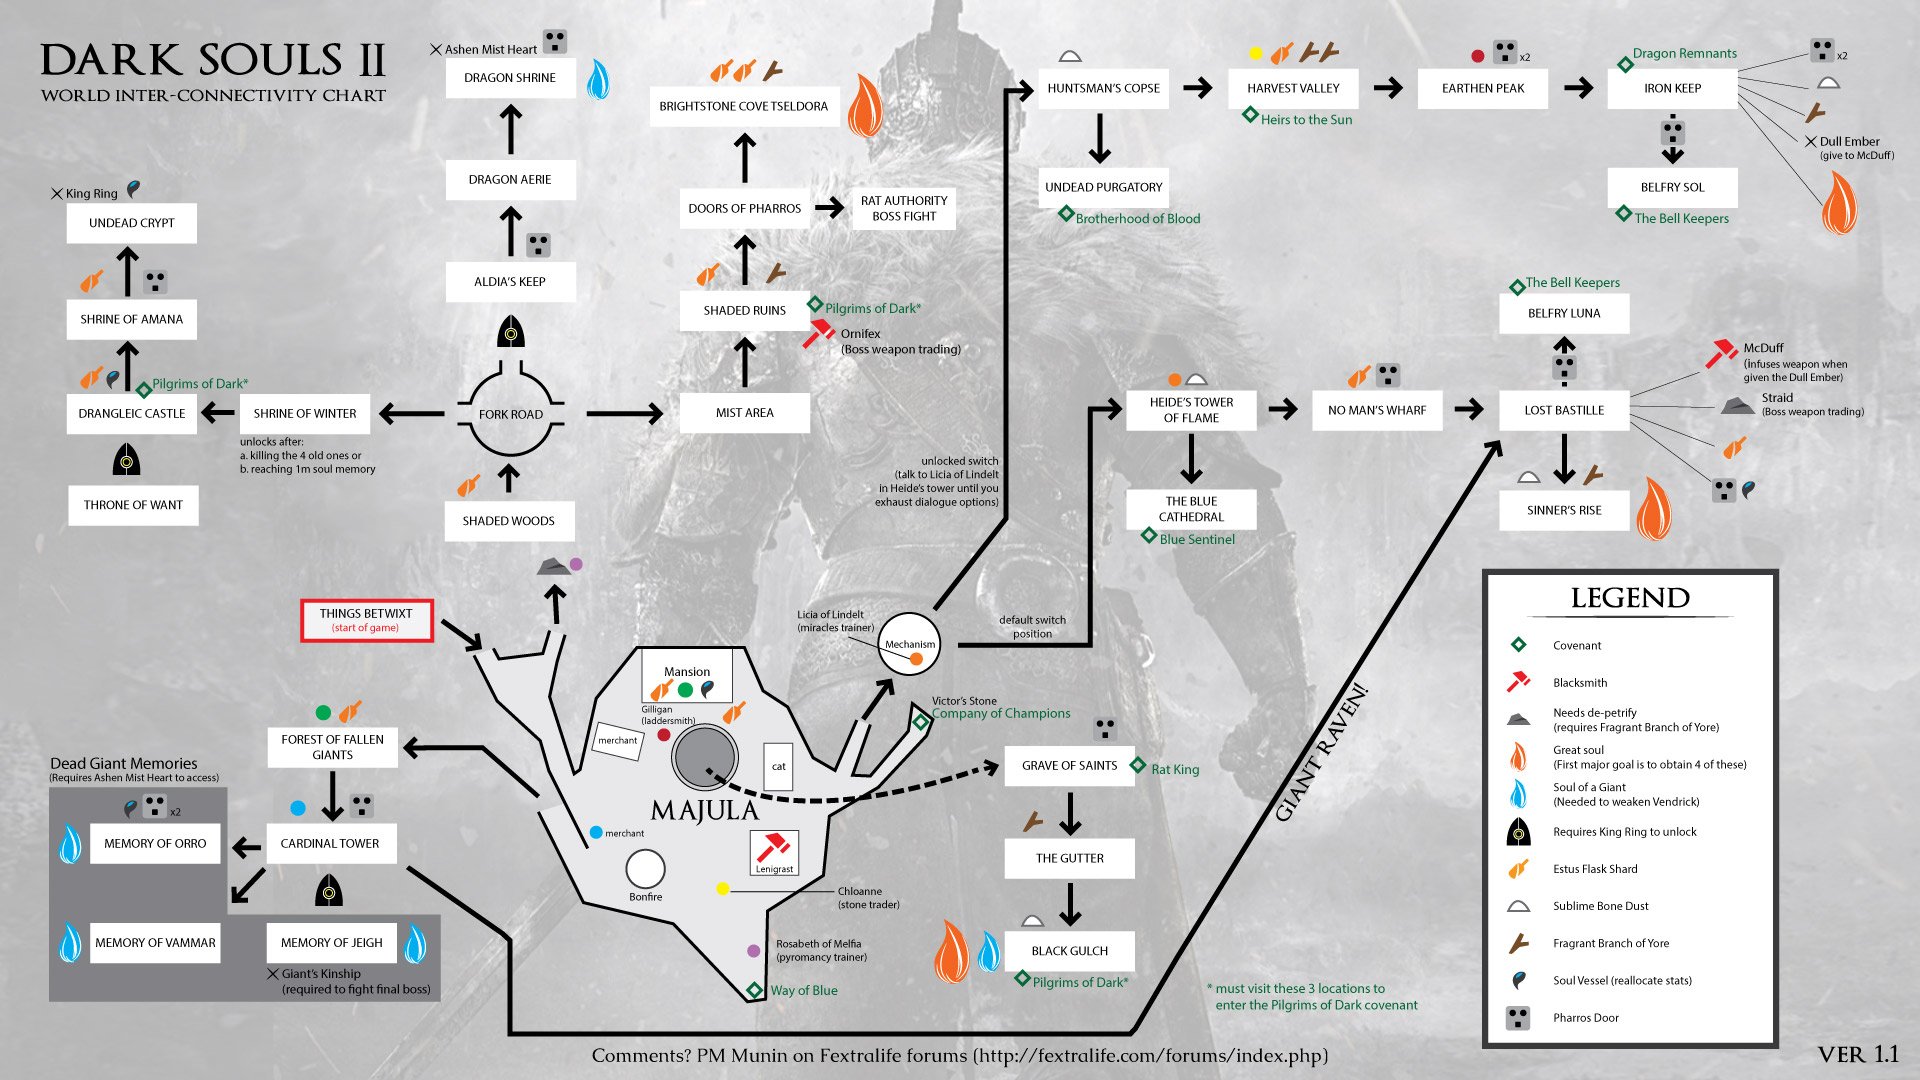 DARK SOULS II
WORLD INTER-CONNECTIVITY CHART
Ashen Mist Heart
DRAGON SHRINE
DRAGON AERIE
ALDIA'S KEEP
FORK ROAD
SHADED WOODS
King Ring
UNDEAD CRYPT
SHRINE OF AMANA
Pilgrims of Dark*
DRANGLEIC CASTLE
SHRINE OF WINTER
unlocks after:
a. killing the 4 old ones or
b. reaching 1m soul memory
THRONE OF WANT
BRIGHTSTONE COVE TSELDORA
DOORS OF PHARROS
RAT AUTHORITY
BOSS FIGHT
SHADED RUINS
Pilgrims of Dark*
Ornifex
(Boss weapon trading)
MIST AREA
HUNTSMAN'S COPSE
HARVEST VALLEY
Heirs to the Sun
x2
EARTHEN PEAK
Dragon Remnants
IRON KEEP
x2
Dull Ember
(give to McDuff)
UNDEAD PURGATORY
Brotherhood of Blood
BELFRY SOL
The Bell Keepers
The Bell Keepers
BELFRY LUNA
HEIDE'S TOWER
OF FLAME
NO MAN'S WHARF
LOST BASTILLE
McDuff
(infuses weapon when
given the Dull Ember)
Straid
(Boss weapon trading)
SINNER'S RISE
THE BLUE
CATHEDRAL
Blue Sentinel
unlocked switch
(talk to Licia of Lindelt
in Heide's tower until you
exhaust dialogue options)
default switch
position
Licia of Lindelt
(miracles trainer)
Mechanism
THINGS BETWIXT
(start of game)
Mansion
Gilligan
(laddersmith)
merchant
cat
MAJULA
Victor's Stone
Company of Champions
merchant
Bonfire
Lenigrast
Chloanne
(stone trader)
Rosabeth of Melfia
(pyromancy trainer)
Way of Blue
FOREST OF FALLEN
GIANTS
Dead Giant Memories
(Requires Ashen Mist Heart to access)
x2
MEMORY OF ORRO
CARDINAL TOWER
MEMORY OF VAMMAR
MEMORY OF JEIGH
Giant's Kinship
(required to fight final boss)
GRAVE OF SAINTS
Rat King
THE GUTTER
BLACK GULCH
Pilgrims of Dark*
GIANT RAVEN!
* must visit these 3 locations to
enter the Pilgrims of Dark covenant
LEGEND
Covenant
Blacksmith
Needs de-petrify
(requires Fragrant Branch of Yore)
Great soul
(First major goal is to obtain 4 of these)
Soul of a Giant
(Needed to weaken Vendrick)
Requires King Ring to unlock
Estus Flask Shard
Sublime Bone Dust
Fragrant Branch of Yore
Soul Vessel (reallocate stats)
Pharros Door
Comments? PM Munin on Fextralife forums (http://fextralife.com/forums/index.php)
VER 1.1